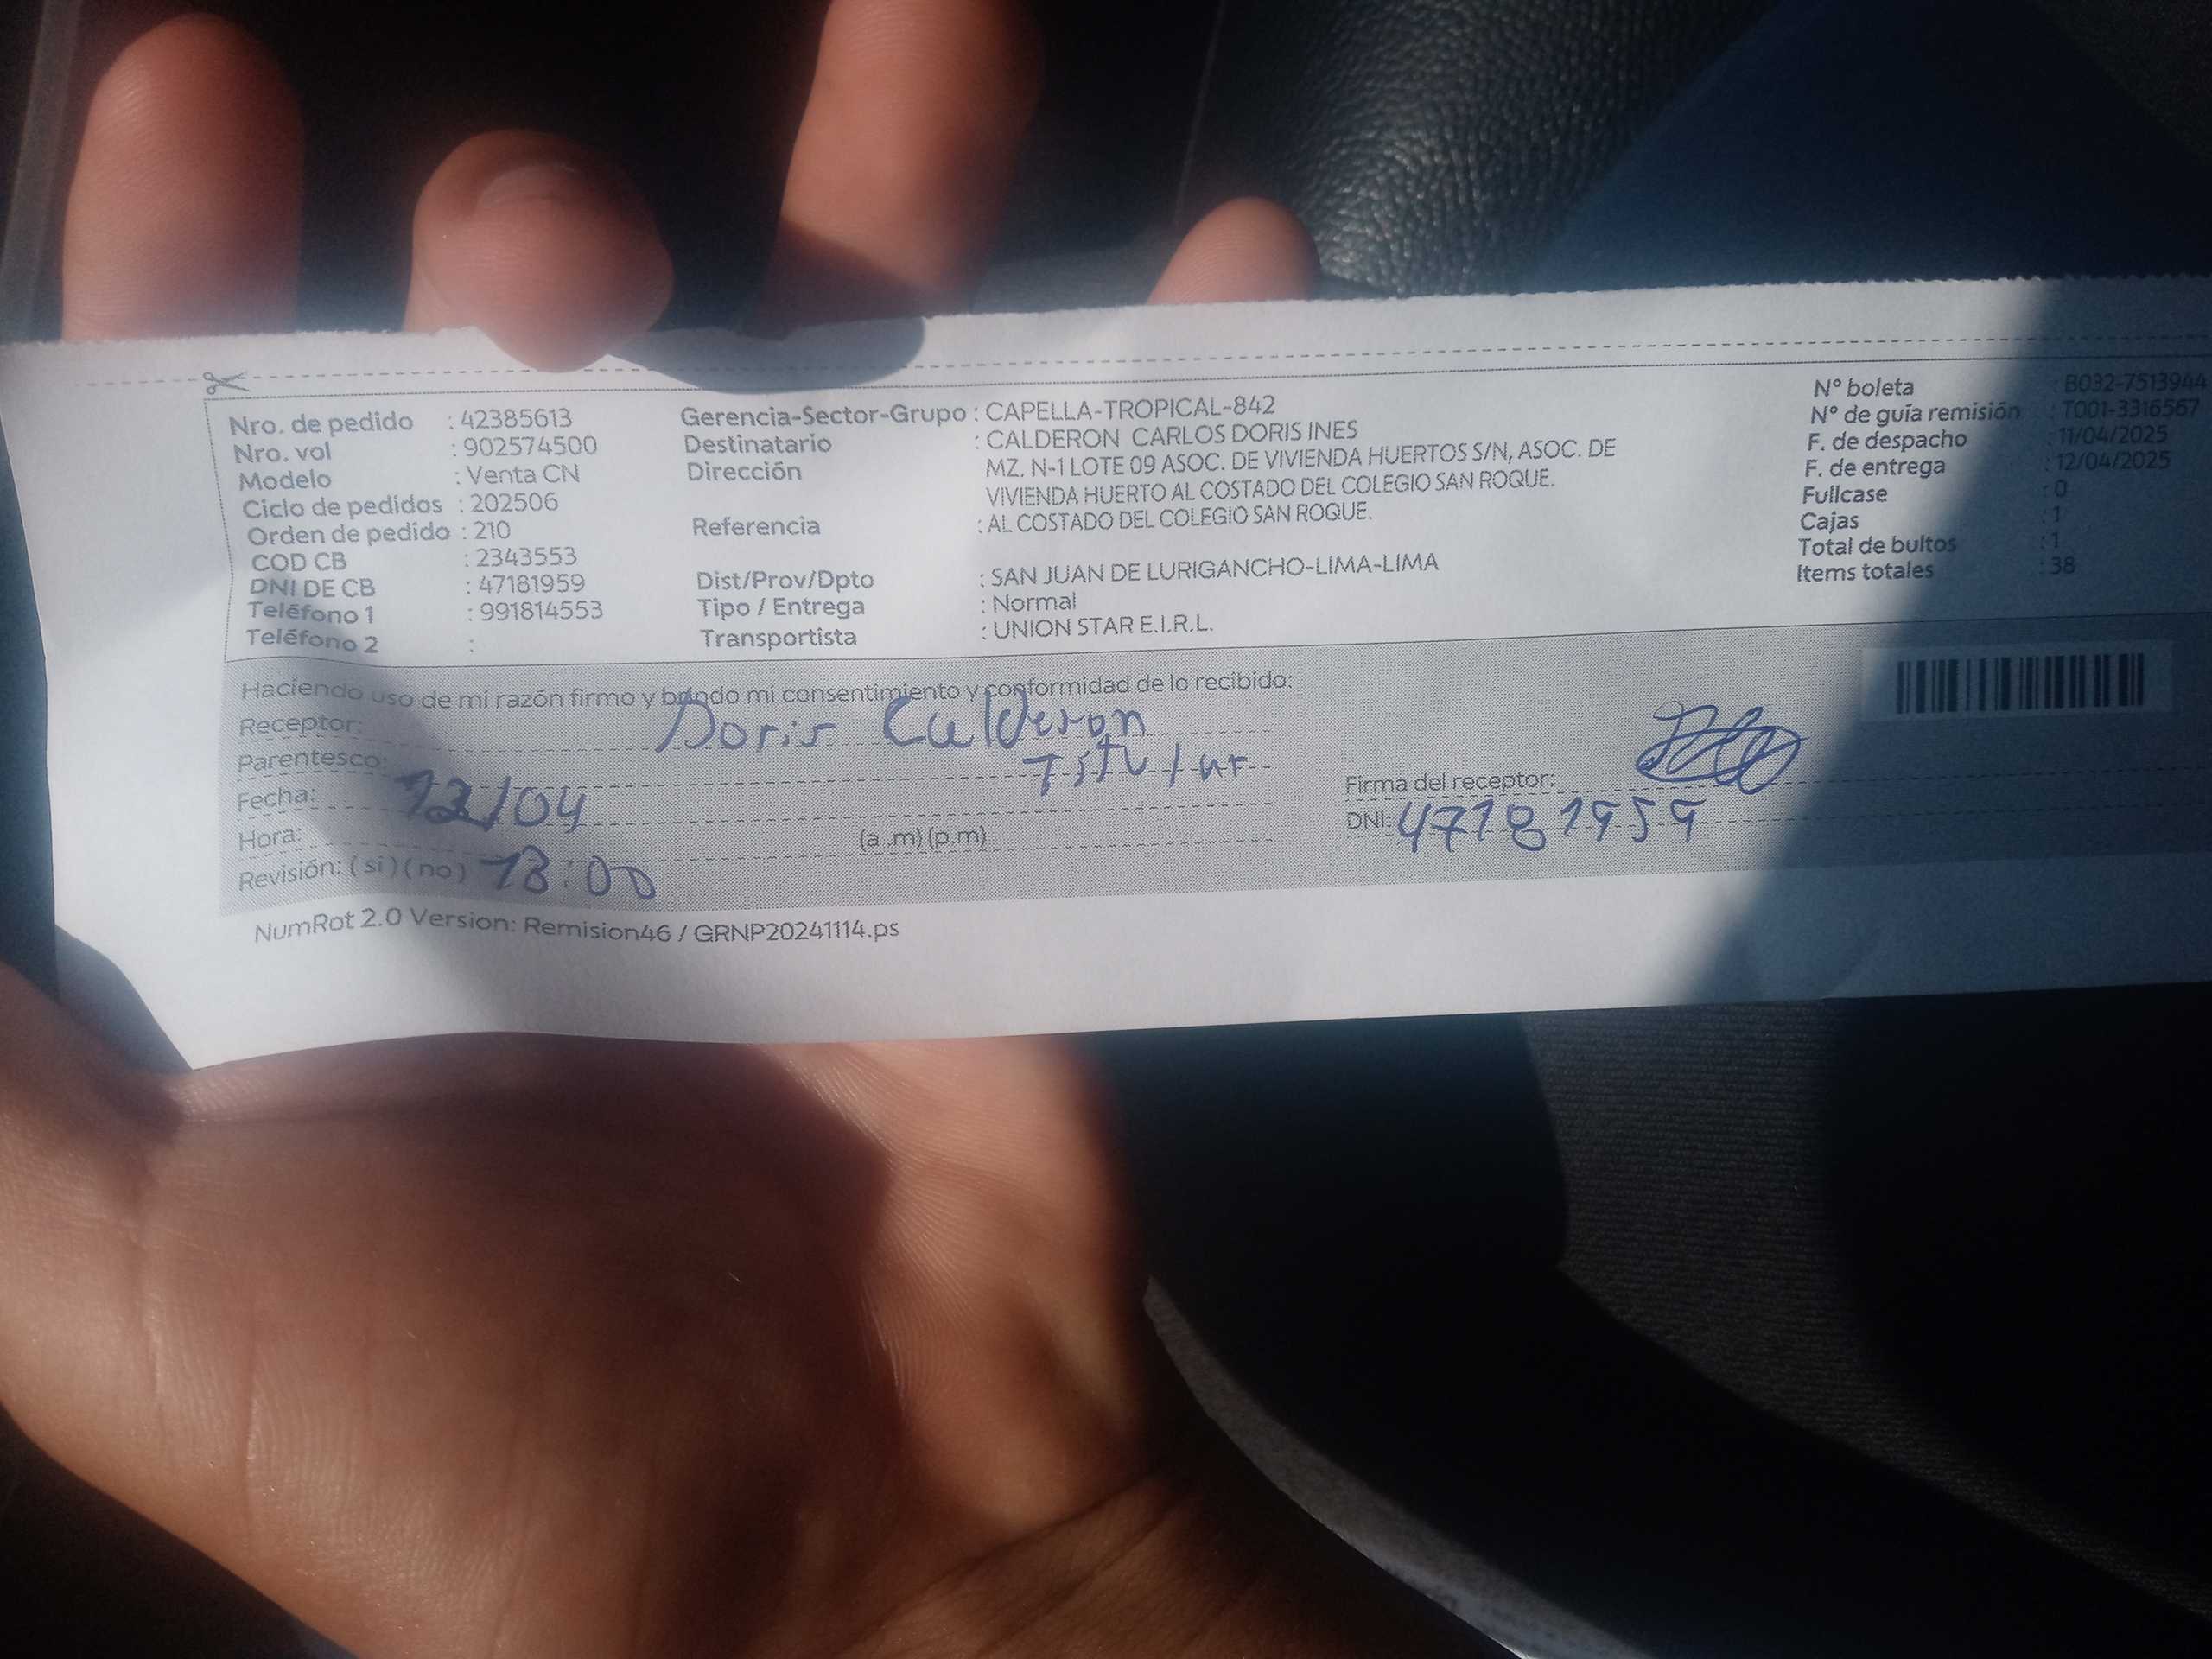 Nro. de pedido : 42385613
Nro. vol : 902574500
Modelo : Venta CN
Ciclo de pedidos : 202506
Orden de pedido : 210
COD CB : 2343553
DNI DE CB : 47181959
Teléfono 1 : 991814553
Teléfono 2 :
Gerencia-Sector-Grupo : CAPELLA-TROPICAL-842
Destinatario : CALDERON CARLOS DORIS INES
Dirección MZ. N-1 LOTE 09 ASOC. DE VIVIENDA HUERTOS S/N, ASOC. DE
VIVIENDA HUERTO AL COSTADO DEL COLEGIO SAN ROQUE.
Referencia : AL COSTADO DEL COLEGIO SAN ROQUE.
Dist/Prov/Dpto : SAN JUAN DE LURIGANCHO-LIMA-LIMA
Tipo / Entrega : Normal
Transportista : UNION STAR E.I.R.L.
N° boleta : B032-7513944
N° de guía remisión : T001-3316567
F. de despacho : 11/04/2025
F. de entrega : 12/04/2025
Fullcase : 0
Cajas : 1
Total de bultos : 1
Items totales : 38
Haciendo uso de mi razón firmo y brindo mi consentimiento y conformidad de lo recibido:
Receptor: Doris Calderon
Parentesco: Titular
Fecha: 12/04
Hora: (a .m) (p.m)
Revisión: ( si ) ( no ) 13:00
Firma del receptor:
DNI: 47181959
NumRot 2.0 Version: Remision46 / GRNP20241114.ps